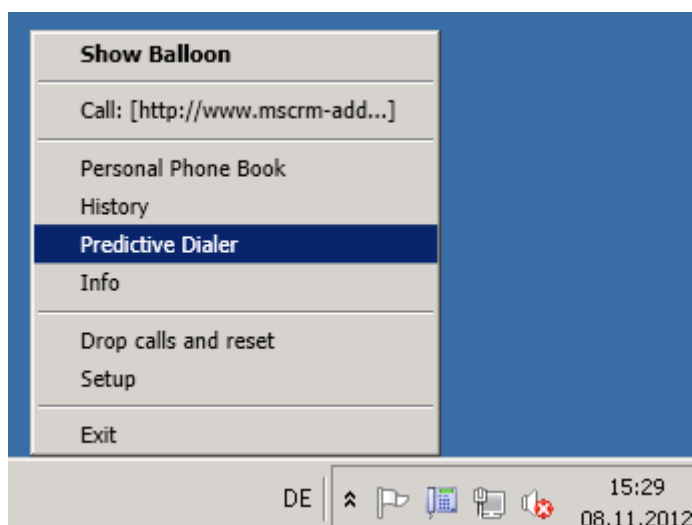 Show Balloon
Call: [http://www.mscrm-add...]
Personal Phone Book
History
Predictive Dialer
Info
Drop calls and reset
Setup
Exit
DE
15:29
08.11.2012